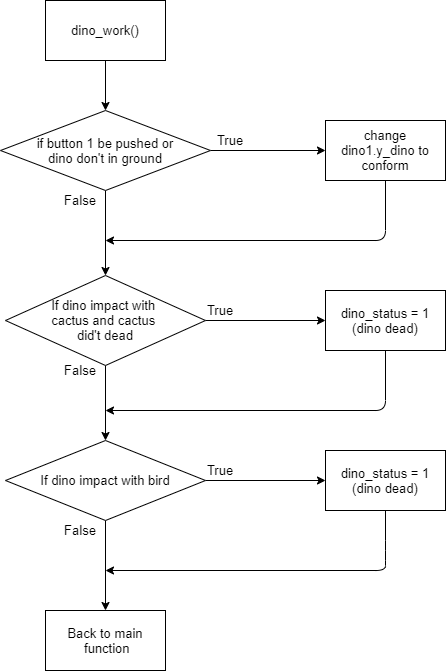 dino_work()
if button 1 be pushed or
dino don't in ground
True
change
dino1.y_dino to
conform
False
If dino impact with
cactus and cactus
did't dead
True
dino_status = 1
(dino dead)
False
If dino impact with bird
True
dino_status = 1
(dino dead)
False
Back to main
function